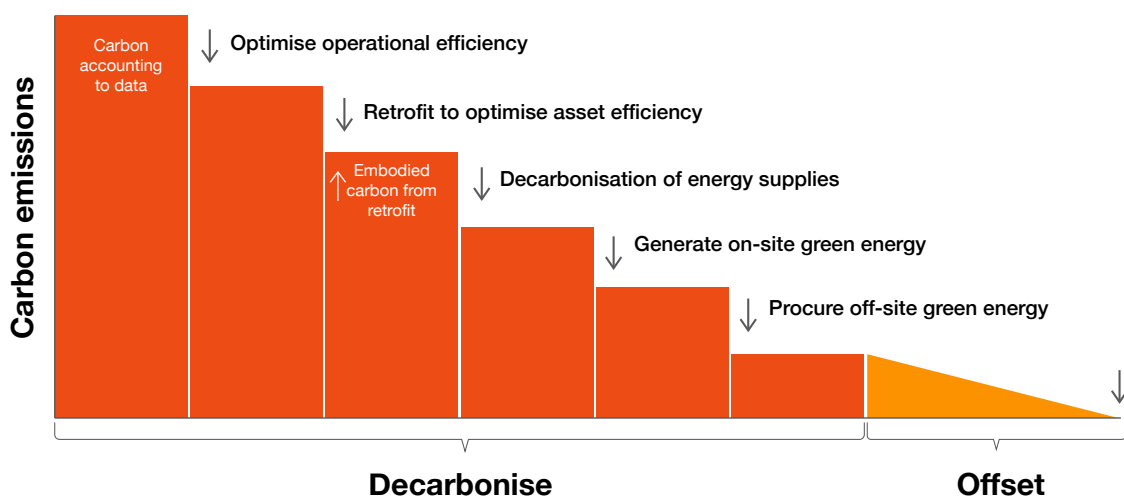 Carbon emissions
Carbon
accounting
to data
Optimise operational efficiency
Retrofit to optimise asset efficiency
Embodied
carbon from
retrofit
Decarbonisation of energy supplies
Generate on-site green energy
Procure off-site green energy
Decarbonise
Offset